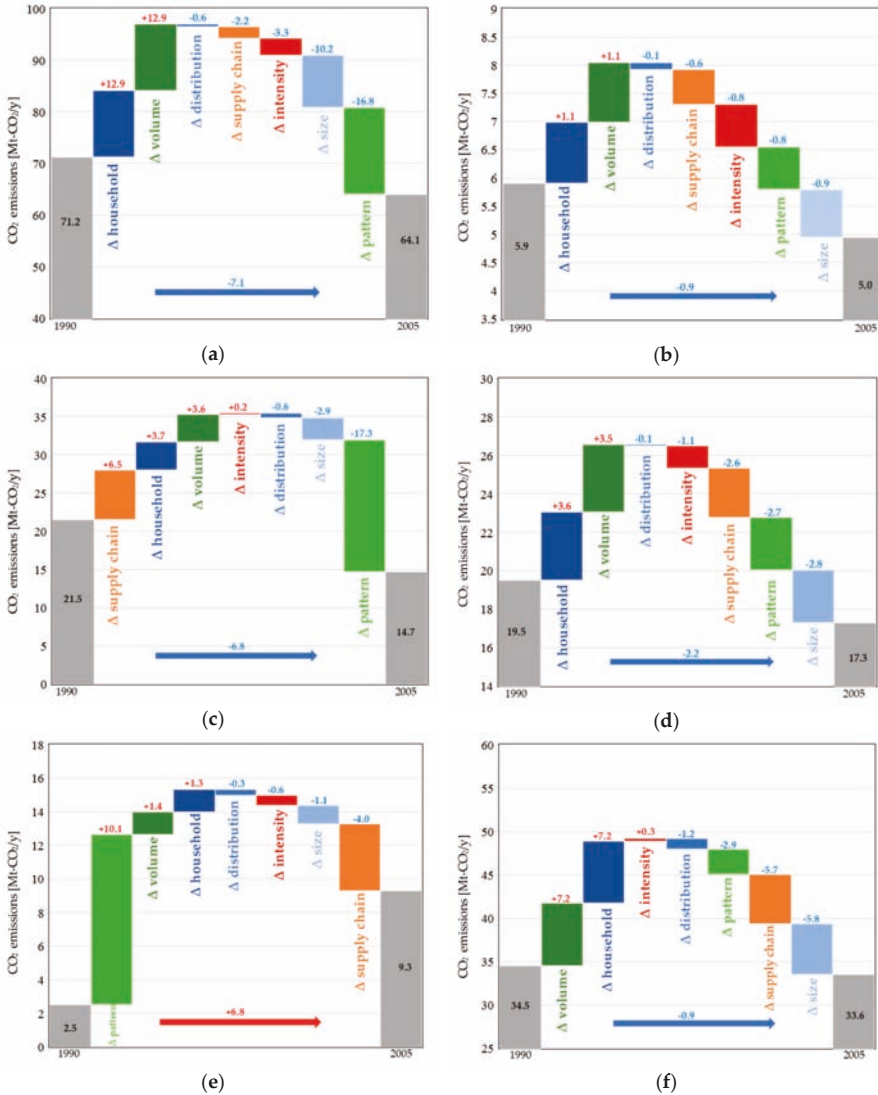 CO₂ emissions [Mt-CO₂/y]
100
90
80
70
60
50
40
71.2
+12.9
Δ household
+12.9
Δ volume
-0.6
Δ distribution
-2.2
Δ supply chain
-3.3
Δ intensity
-10.2
Δ size
-16.8
Δ pattern
64.1
-7.1
1990
2005
(a)
CO₂ emissions [Mt-CO₂/y]
9
8.5
8
7.5
7
6.5
6
5.5
5
4.5
4
3.5
5.9
+1.1
Δ household
+1.1
Δ volume
-0.1
Δ distribution
-0.6
Δ supply chain
-0.8
Δ intensity
-0.8
Δ pattern
-0.9
Δ size
5.0
-0.9
1990
2005
(b)
CO₂ emissions [Mt-CO₂/y]
40
35
30
25
20
15
10
5
0
21.5
+6.5
Δ supply chain
+3.7
Δ household
+3.6
Δ volume
+0.2
Δ intensity
-0.6
Δ distribution
-2.9
Δ size
-17.3
Δ pattern
14.7
-6.8
1990
2005
(c)
CO₂ emissions [Mt-CO₂/y]
30
28
26
24
22
20
18
16
14
19.5
+3.6
Δ household
+3.5
Δ volume
-0.1
Δ distribution
-1.1
Δ intensity
-2.6
Δ supply chain
-2.7
Δ pattern
-2.8
Δ size
17.3
-2.2
1990
2005
(d)
CO₂ emissions [Mt-CO₂/y]
18
16
14
12
10
8
6
4
2
0
2.5
+10.1
Δ pattern
+1.4
Δ volume
+1.3
Δ household
-0.3
Δ distribution
-0.6
Δ intensity
-1.1
Δ size
-4.0
Δ supply chain
9.3
+6.8
1990
2005
(e)
CO₂ emissions [Mt-CO₂/y]
60
55
50
45
40
35
30
25
34.5
+7.2
Δ volume
+7.2
Δ household
+0.3
Δ intensity
-1.2
Δ distribution
-2.9
Δ pattern
-5.7
Δ supply chain
-5.8
Δ size
33.6
-0.9
1990
2005
(f)